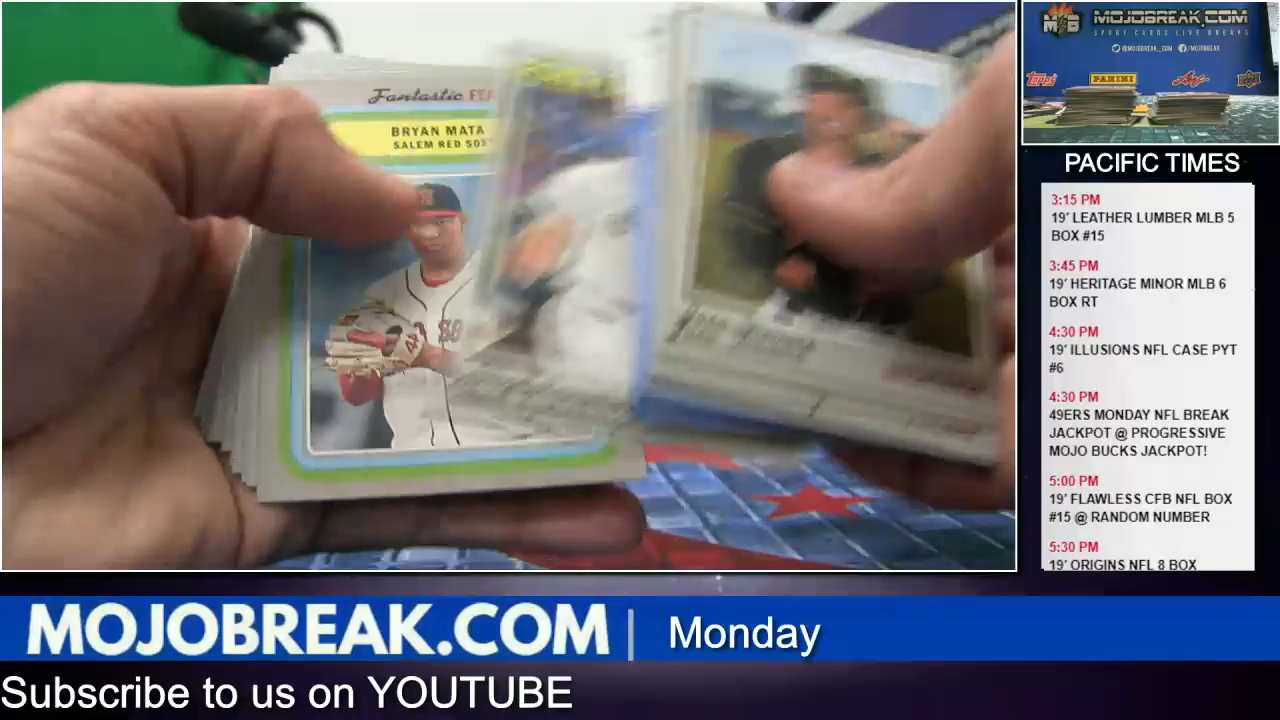 Fantastic FEA
BRYAN MATA
SALEM RED SOX
MOJOBREAK.COM
SPORT CARDS LIVE BREAKS
@MOJOBREAK_COM /MOJOBREAK
topps PANINI Leaf
PACIFIC TIMES
3:15 PM
19' LEATHER LUMBER MLB 5
BOX #15
3:45 PM
19' HERITAGE MINOR MLB 6
BOX RT
4:30 PM
19' ILLUSIONS NFL CASE PYT
#6
4:30 PM
49ERS MONDAY NFL BREAK
JACKPOT @ PROGRESSIVE
MOJO BUCKS JACKPOT!
5:00 PM
19' FLAWLESS CFB NFL BOX
#15 @ RANDOM NUMBER
5:30 PM
19' ORIGINS NFL 8 BOX
MOJOBREAK.COM | Monday
Subscribe to us on YOUTUBE